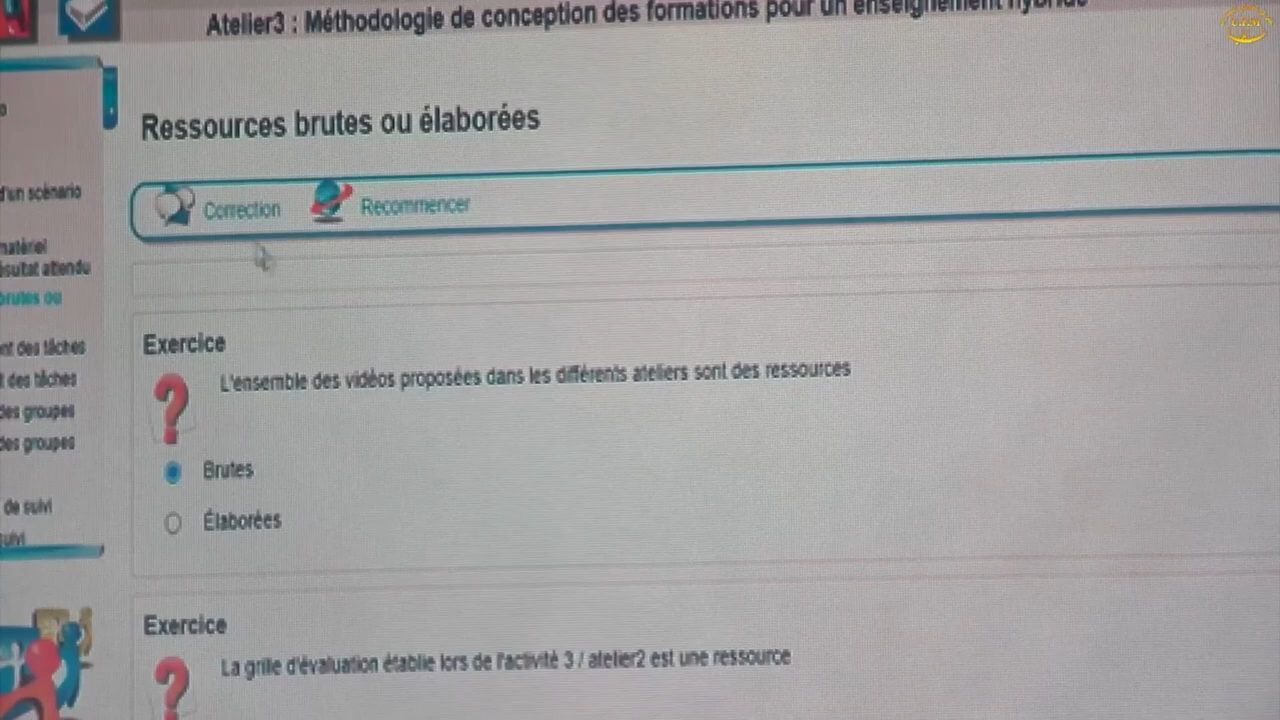 Atelier3 : Méthodologie de conception des formations pour un enseignement hybride
Ressources brutes ou élaborées
d'un scénario
Correction
Recommencer
matériel
résultat attendu
brutes ou
Exercice
L'ensemble des vidéos proposées dans les différents ateliers sont des ressources
des tâches
des tâches
des groupes
des groupes
Brutes
de suivi
Élaborées
suivi
Exercice
La grille d'évaluation établie lors de l'activité 3 / atelier2 est une ressource